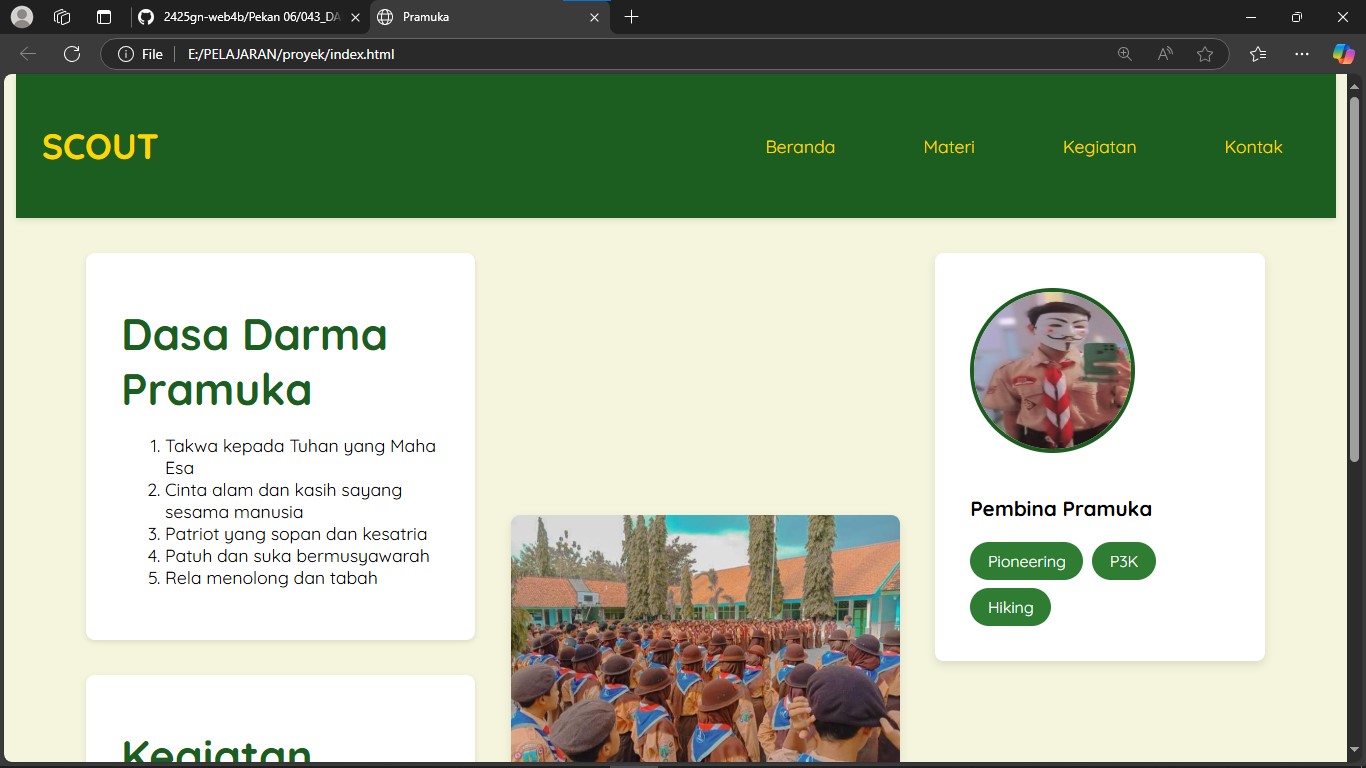 2425gn-web4b/Pekan 06/043_DA
Pramuka
File
E:/PELAJARAN/proyek/index.html
SCOUT
Beranda
Materi
Kegiatan
Kontak
Dasa Darma
Pramuka
1. Takwa kepada Tuhan yang Maha
Esa
2. Cinta alam dan kasih sayang
sesama manusia
3. Patriot yang sopan dan kesatria
4. Patuh dan suka bermusyawarah
5. Rela menolong dan tabah
Kegiatan
Pembina Pramuka
Pioneering
P3K
Hiking